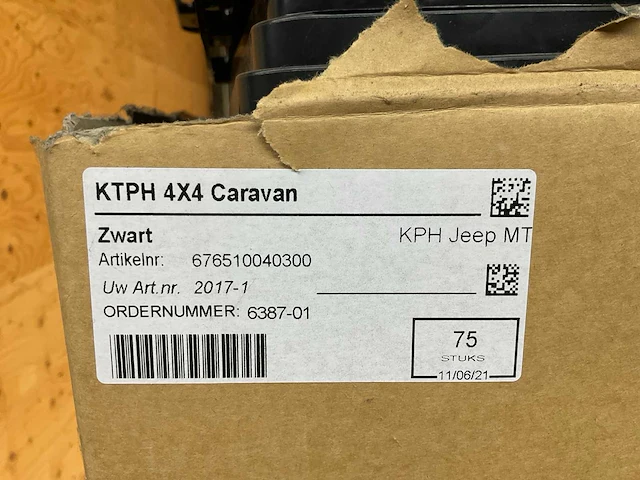 KTPH 4X4 Caravan
Zwart KPH Jeep MT
Artikelnr: 676510040300
Uw Art.nr. 2017-1
ORDERNUMMER: 6387-01
75
STUKS
11/06/21